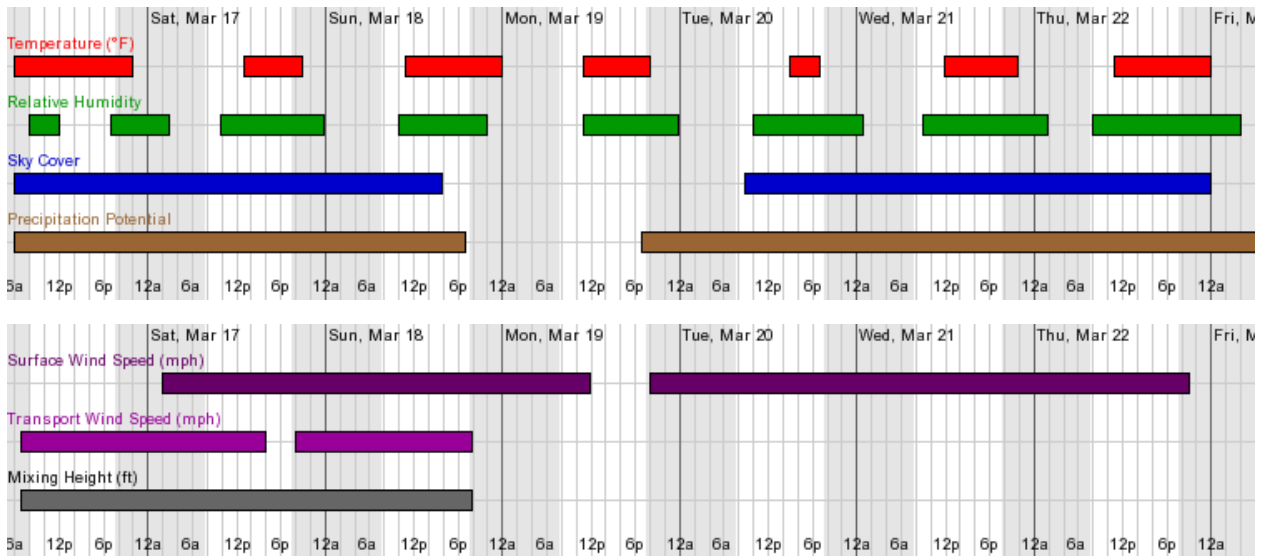 Sat, Mar 17 Sun, Mar 18 Mon, Mar 19 Tue, Mar 20 Wed, Mar 21 Thu, Mar 22 Fri, M
Temperature (°F)
Relative Humidity
Sky Cover
Precipitation Potential
6a 12p 6p 12a 6a 12p 6p 12a 6a 12p 6p 12a 6a 12p 6p 12a 6a 12p 6p 12a 6a 12p 6p 12a 6a 12p 6p 12a
Sat, Mar 17 Sun, Mar 18 Mon, Mar 19 Tue, Mar 20 Wed, Mar 21 Thu, Mar 22 Fri, M
Surface Wind Speed (mph)
Transport Wind Speed (mph)
Mixing Height (ft)
6a 12p 6p 12a 6a 12p 6p 12a 6a 12p 6p 12a 6a 12p 6p 12a 6a 12p 6p 12a 6a 12p 6p 12a 6a 12p 6p 12a